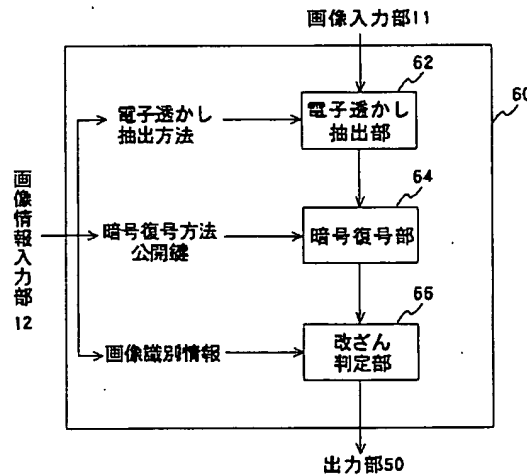 画像入力部11
62
60
電子透かし
抽出方法
電子透かし
抽出部
画像情報入力部12
64
暗号復号方法
公開鍵
暗号復号部
66
画像識別情報
改ざん
判定部
出力部50